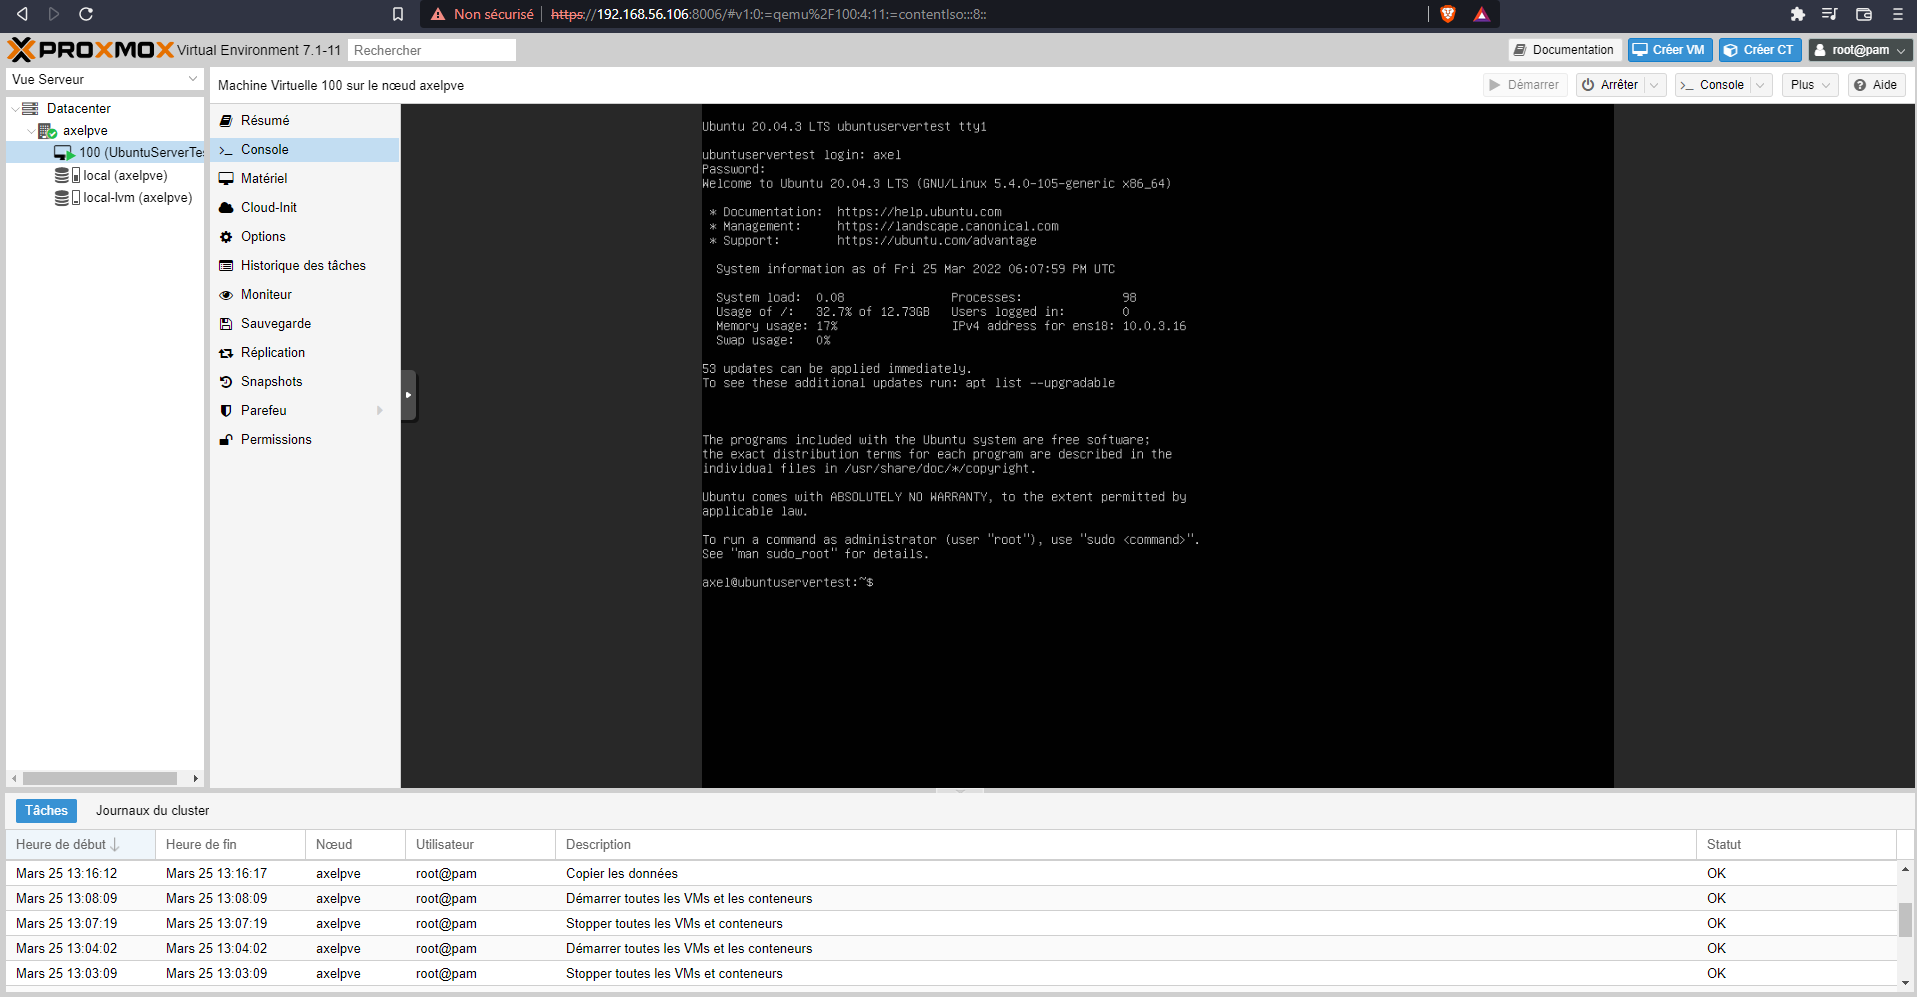 Non sécurisé https://192.168.56.106:8006/#v1:0:=qemu%2F100:4:11:=contentIso:::8::
PROXMOX Virtual Environment 7.1-11 Rechercher Documentation Créer VM Créer CT root@pam
Vue Serveur
Machine Virtuelle 100 sur le nœud axelpve Démarrer Arrêter Console Plus Aide
Datacenter
axelpve
100 (UbuntuServerTes
local (axelpve)
local-lvm (axelpve)
Résumé
Console
Matériel
Cloud-Init
Options
Historique des tâches
Moniteur
Sauvegarde
Réplication
Snapshots
Parefeu
Permissions
Ubuntu 20.04.3 LTS ubuntuservertest tty1
ubuntuservertest login: axel
Password:
Welcome to Ubuntu 20.04.3 LTS (GNU/Linux 5.4.0-105-generic x86_64)
* Documentation: https://help.ubuntu.com
* Management: https://landscape.canonical.com
* Support: https://ubuntu.com/advantage
System information as of Fri 25 Mar 2022 06:07:59 PM UTC
System load: 0.08 Processes: 98
Usage of /: 32.7% of 12.73GB Users logged in: 0
Memory usage: 17% IPv4 address for ens18: 10.0.3.16
Swap usage: 0%
53 updates can be applied immediately.
To see these additional updates run: apt list --upgradable
The programs included with the Ubuntu system are free software;
the exact distribution terms for each program are described in the
individual files in /usr/share/doc/*/copyright.
Ubuntu comes with ABSOLUTELY NO WARRANTY, to the extent permitted by
applicable law.
To run a command as administrator (user "root"), use "sudo <command>".
See "man sudo_root" for details.
axel@ubuntuservertest:~$
Tâches Journaux du cluster
Heure de début Heure de fin Nœud Utilisateur Description Statut
Mars 25 13:16:12 Mars 25 13:16:17 axelpve root@pam Copier les données OK
Mars 25 13:08:09 Mars 25 13:08:09 axelpve root@pam Démarrer toutes les VMs et les conteneurs OK
Mars 25 13:07:19 Mars 25 13:07:19 axelpve root@pam Stopper toutes les VMs et conteneurs OK
Mars 25 13:04:02 Mars 25 13:04:02 axelpve root@pam Démarrer toutes les VMs et les conteneurs OK
Mars 25 13:03:09 Mars 25 13:03:09 axelpve root@pam Stopper toutes les VMs et conteneurs OK